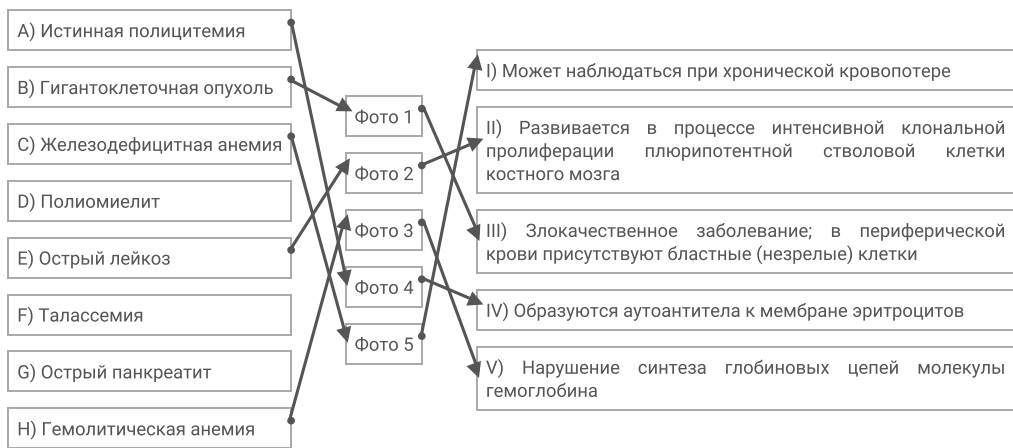 A) Истинная полицитемия
B) Гигантоклеточная опухоль
C) Железодефицитная анемия
D) Полиомиелит
E) Острый лейкоз
F) Талассемия
G) Острый панкреатит
H) Гемолитическая анемия
Фото 1
Фото 2
Фото 3
Фото 4
Фото 5
I) Может наблюдаться при хронической кровопотере
II) Развивается в процессе интенсивной клональной
пролиферации плюрипотентной стволовой клетки
костного мозга
III) Злокачественное заболевание; в периферической
крови присутствуют бластные (незрелые) клетки
IV) Образуются аутоантитела к мембране эритроцитов
V) Нарушение синтеза глобиновых цепей молекулы
гемоглобина